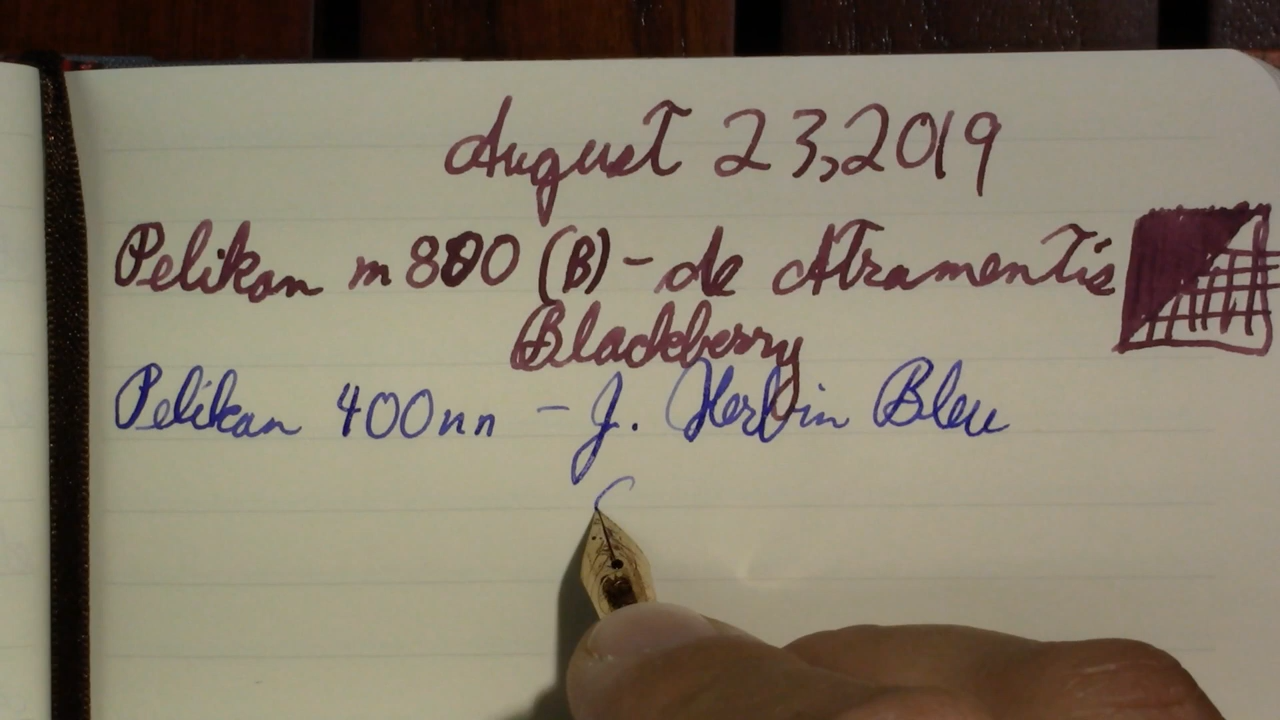 August 23, 2019
Pelikan m800 (B) - de Atramentis
Blackberry
Pelikan 400nn - J. Herbin Bleu